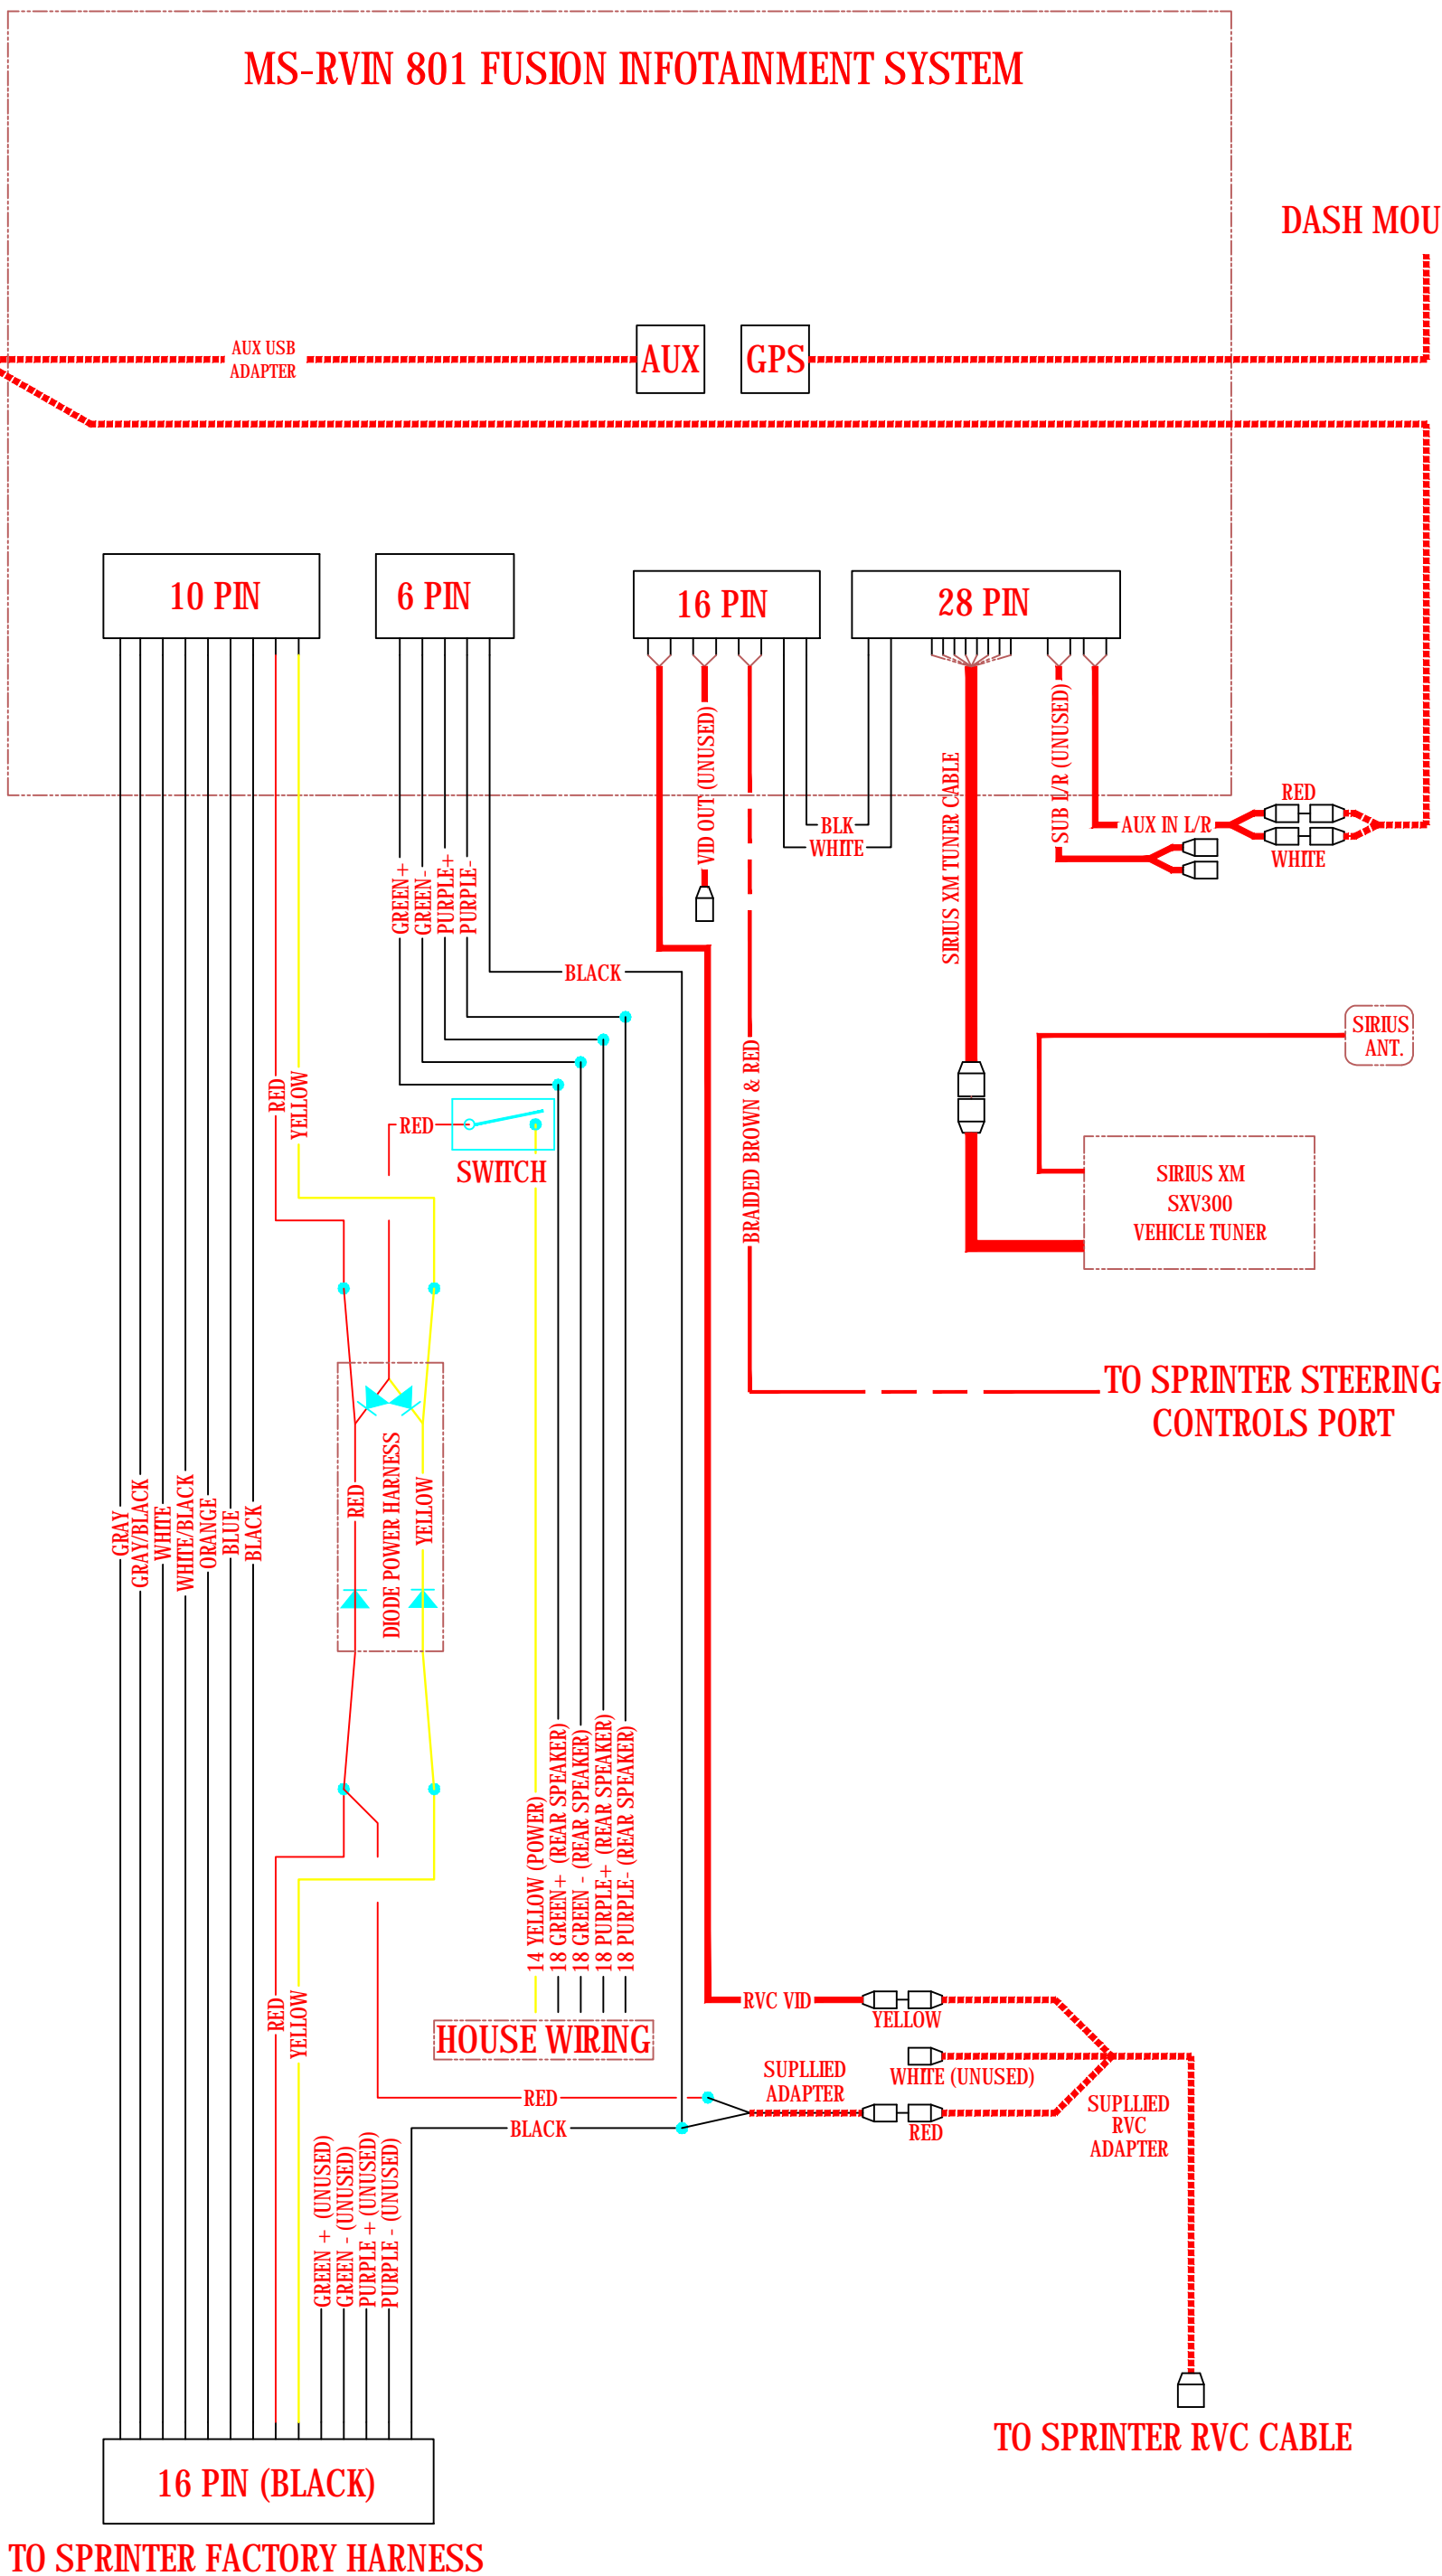 MS-RVIN 801 FUSION INFOTAINMENT SYSTEM
DASH MOU
AUX USB
ADAPTER
AUX
GPS
10 PIN
6 PIN
16 PIN
28 PIN
VID OUT (UNUSED)
SUB L/R (UNUSED)
SIRIUS XM TUNER CABLE
BLK
WHITE
AUX IN L/R
RED
WHITE
GREEN+
GREEN-
PURPLE+
PURPLE-
BLACK
SIRIUS
ANT.
RED
YELLOW
RED
SWITCH
BRAIDED BROWN & RED
SIRIUS XM
SXV300
VEHICLE TUNER
TO SPRINTER STEERING
CONTROLS PORT
GRAY
GRAY/BLACK
WHITE
WHITE/BLACK
ORANGE
BLUE
BLACK
RED
DIODE POWER HARNESS
YELLOW
14 YELLOW (POWER)
18 GREEN+ (REAR SPEAKER)
18 GREEN - (REAR SPEAKER)
18 PURPLE+ (REAR SPEAKER)
18 PURPLE- (REAR SPEAKER)
RED
YELLOW
HOUSE WIRING
RVC VID
YELLOW
WHITE (UNUSED)
SUPLLIED
ADAPTER
RED
RED
BLACK
SUPLLIED
RVC
ADAPTER
GREEN + (UNUSED)
GREEN - (UNUSED)
PURPLE + (UNUSED)
PURPLE - (UNUSED)
TO SPRINTER RVC CABLE
16 PIN (BLACK)
TO SPRINTER FACTORY HARNESS